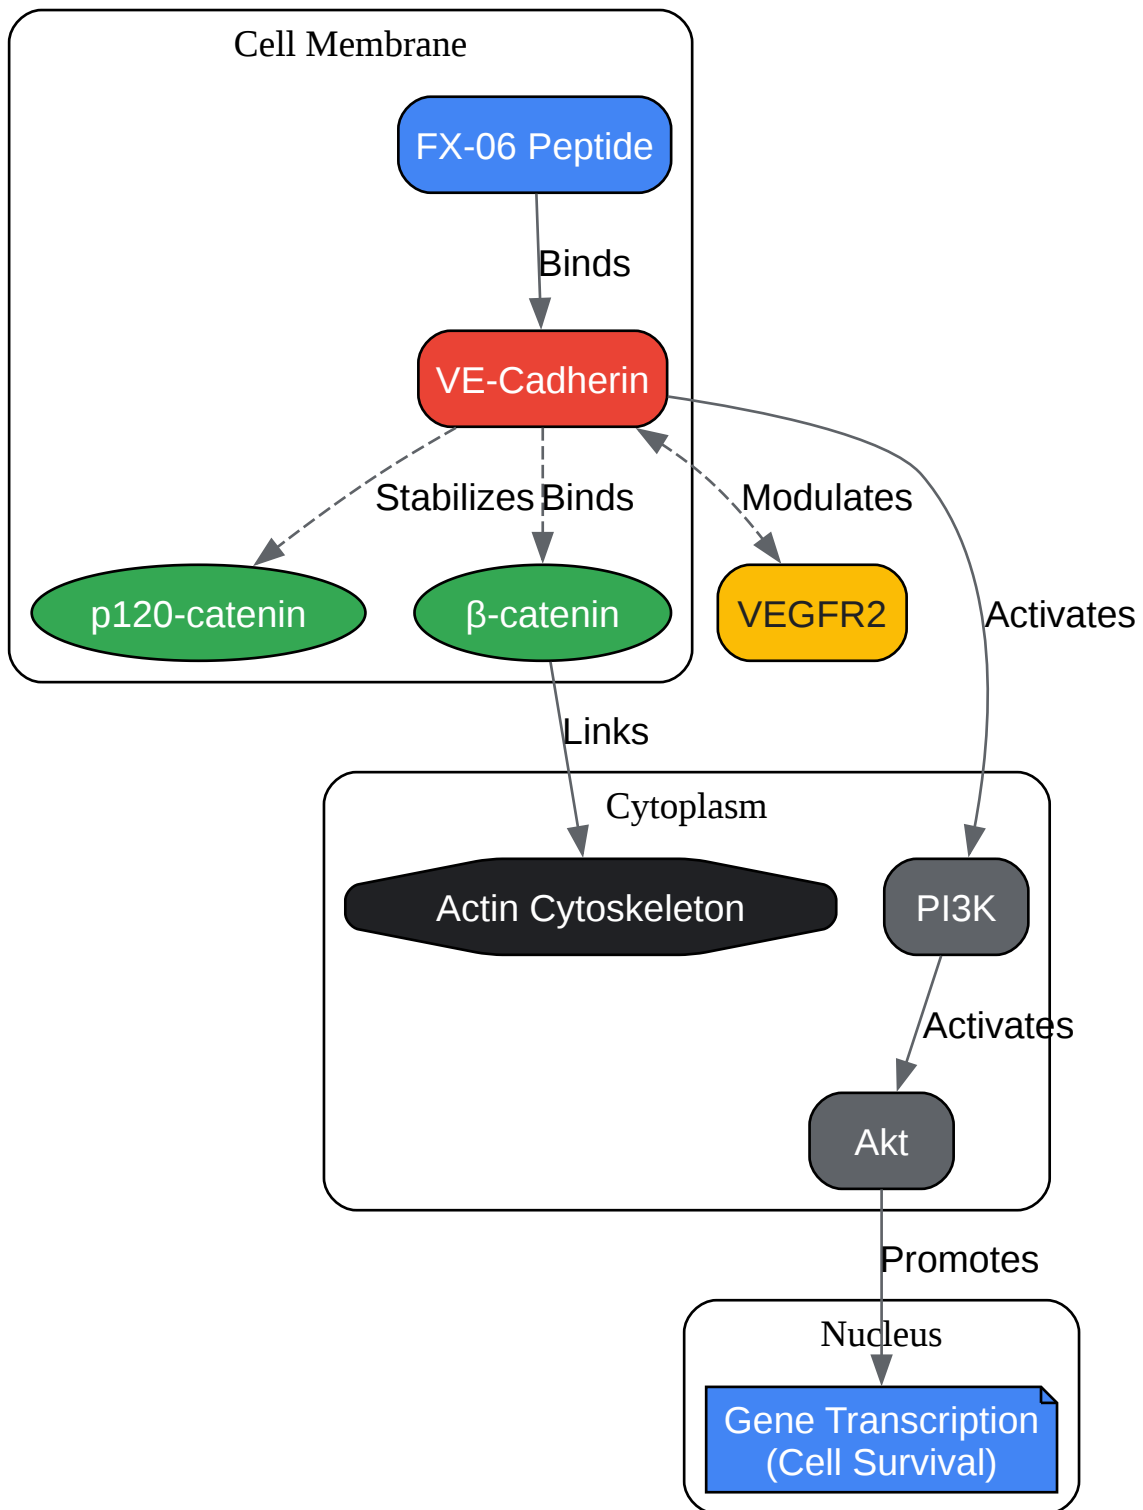 Cell Membrane
FX-06 Peptide
Binds
VE-Cadherin
Stabilizes
Binds
Modulates
p120-catenin
β-catenin
VEGFR2
Activates
Links
Cytoplasm
Actin Cytoskeleton
PI3K
Activates
Akt
Promotes
Nucleus
Gene Transcription
(Cell Survival)